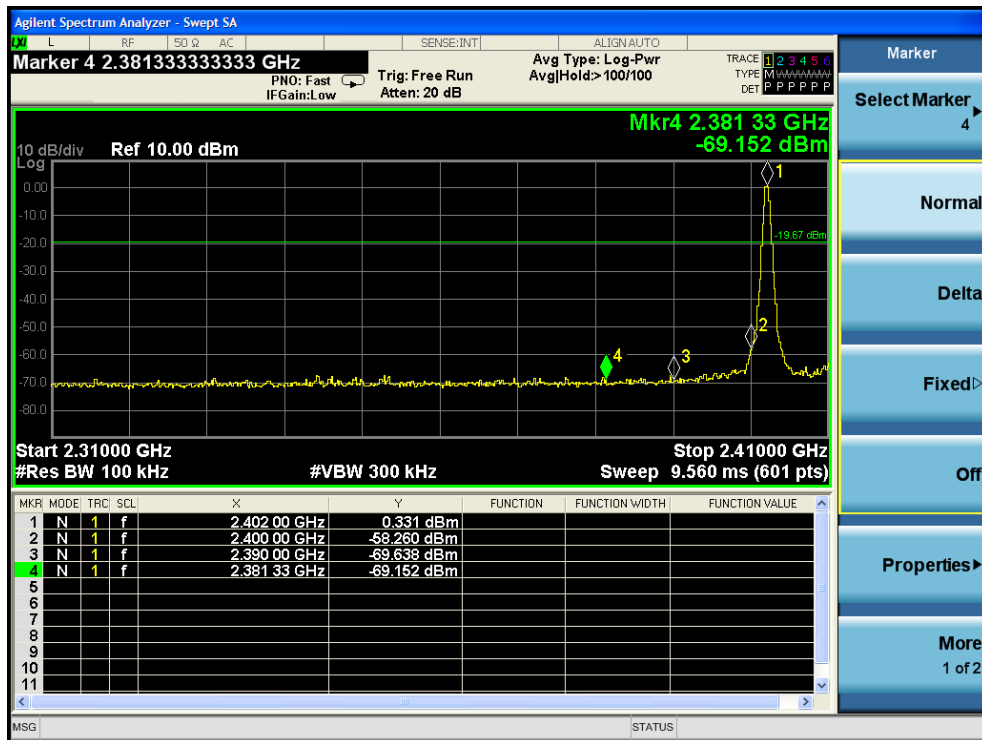 Agilent Spectrum Analyzer - Swept SA
LXI L RF 50 Ω AC SENSE:INT ALIGN AUTO
Marker 4 2.381333333333 GHz
PNO: Fast
IFGain:Low
Trig: Free Run
Atten: 20 dB
Avg Type: Log-Pwr
Avg|Hold:>100/100
TRACE 1 2 3 4 5 6
TYPE M W W W W W
DET P P P P P P
Mkr4 2.381 33 GHz
-69.152 dBm
10 dB/div Ref 10.00 dBm
Log
0.00
-10.0
-20.0
-30.0
-40.0
-50.0
-60.0
-70.0
-80.0
1
-19.67 dBm
2
3
4
Start 2.31000 GHz Stop 2.41000 GHz
#Res BW 100 kHz #VBW 300 kHz Sweep 9.560 ms (601 pts)
MKR MODE TRC SCL X Y FUNCTION FUNCTION WIDTH FUNCTION VALUE
1 N 1 f 2.402 00 GHz 0.331 dBm
2 N 1 f 2.400 00 GHz -58.260 dBm
3 N 1 f 2.390 00 GHz -69.638 dBm
4 N 1 f 2.381 33 GHz -69.152 dBm
5
6
7
8
9
10
11
MSG STATUS
Marker
Select Marker
4
Normal
Delta
Fixed
Off
Properties
More
1 of 2